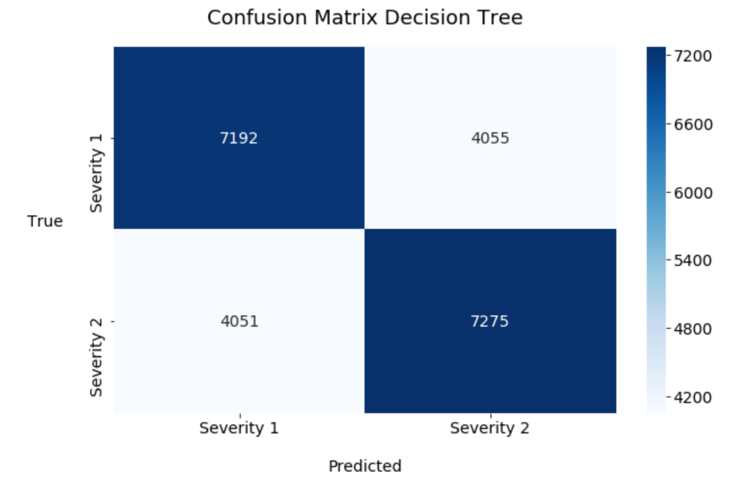 Confusion Matrix Decision Tree
7192
4055
4051
7275
Severity 1
Severity 2
True
Severity 1
Severity 2
Predicted
7200
6600
6000
5400
4800
4200